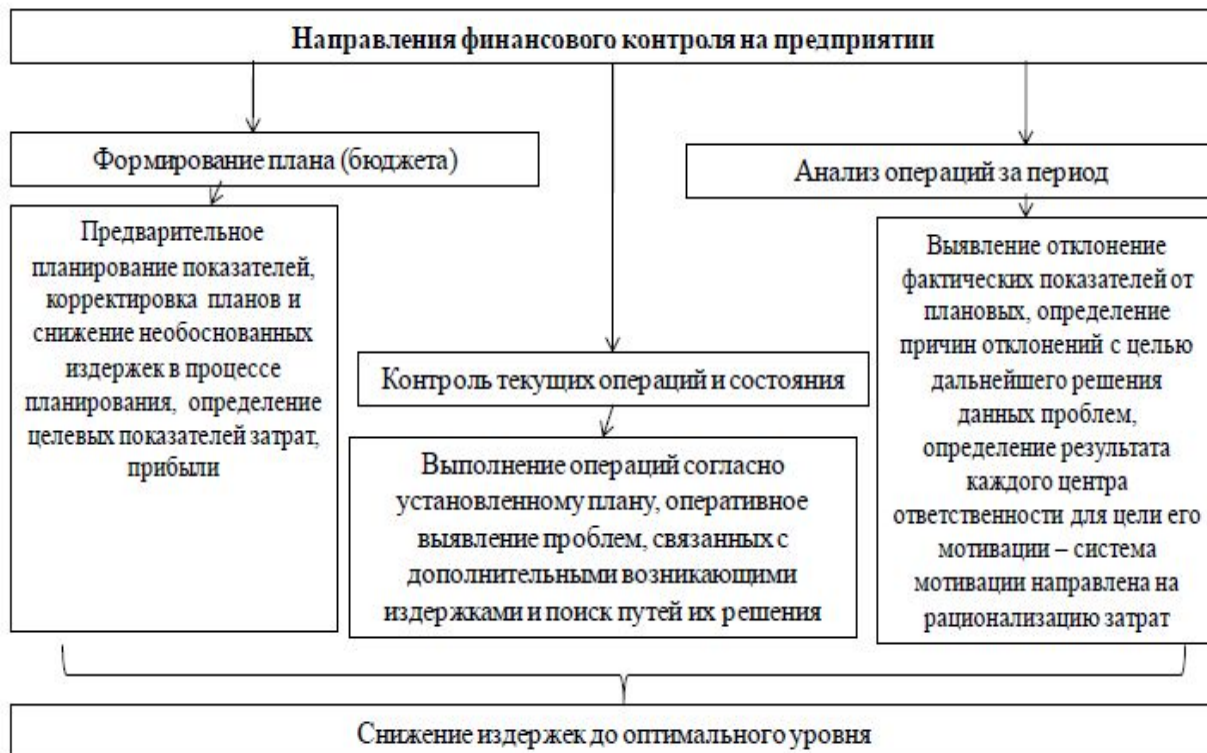 Направления финансового контроля на предприятии
Формирование плана (бюджета)
Предварительное
планирование показателей,
корректировка планов и
снижение необоснованных
издержек в процессе
планирования, определение
целевых показателей затрат,
прибыли
Контроль текущих операций и состояния
Выполнение операций согласно
установленному плану, оперативное
выявление проблем, связанных с
дополнительными возникающими
издержками и поиск путей их решения
Анализ операций за период
Выявление отклонение
фактических показателей от
плановых, определение
причин отклонений с целью
дальнейшего решения
данных проблем,
определение результата
каждого центра
ответственности для цели его
мотивации – система
мотивации направлена на
рационализацию затрат
Снижение издержек до оптимального уровня